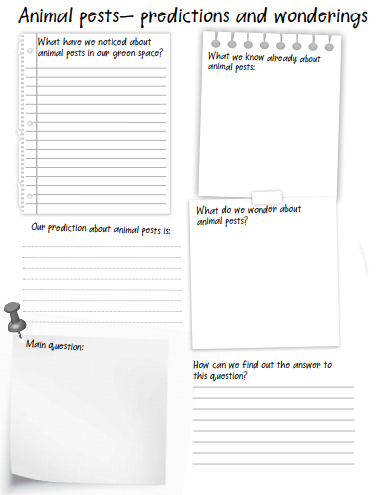 Animal pests— predictions and wonderings
What have we noticed about
animal pests in our green space?
What we know already about
animal pests:
Our prediction about animal pests is:
What do we wonder about
animal pests?
Main question:
How can we find out the answer to
this question?